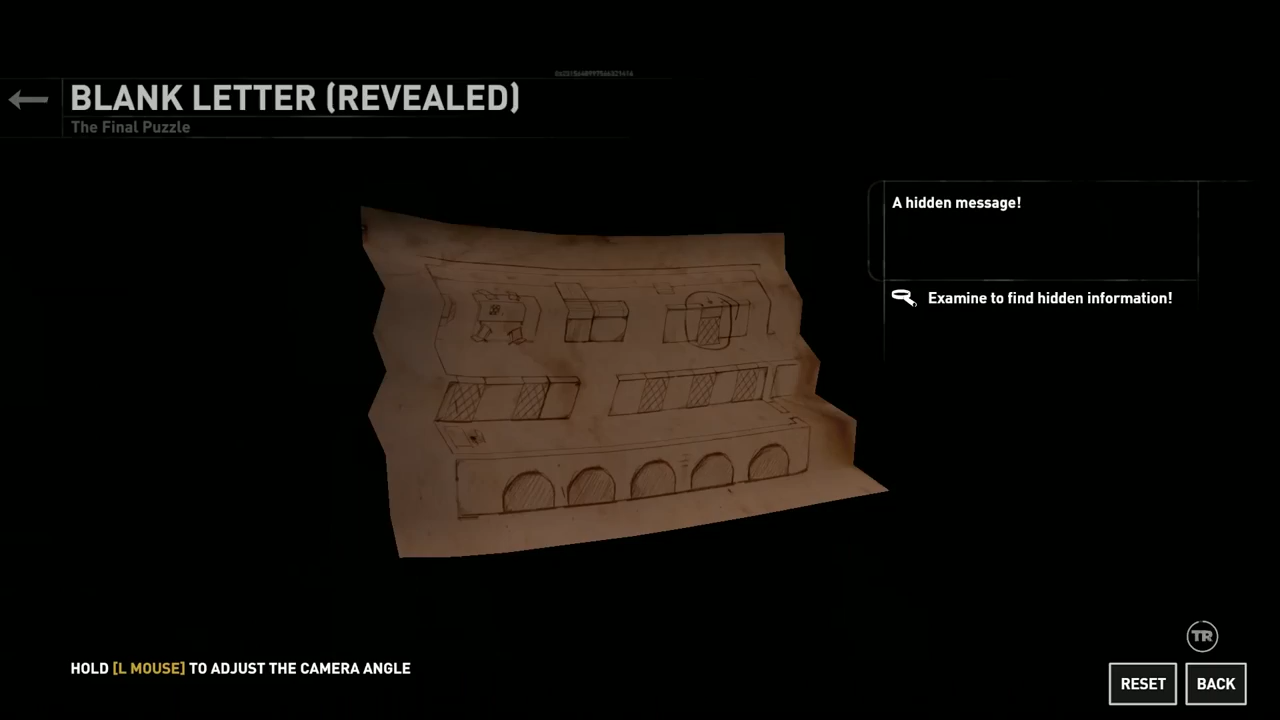 BLANK LETTER (REVEALED)
The Final Puzzle
A hidden message!
Examine to find hidden information!
HOLD [L MOUSE] TO ADJUST THE CAMERA ANGLE
TR
RESET
BACK